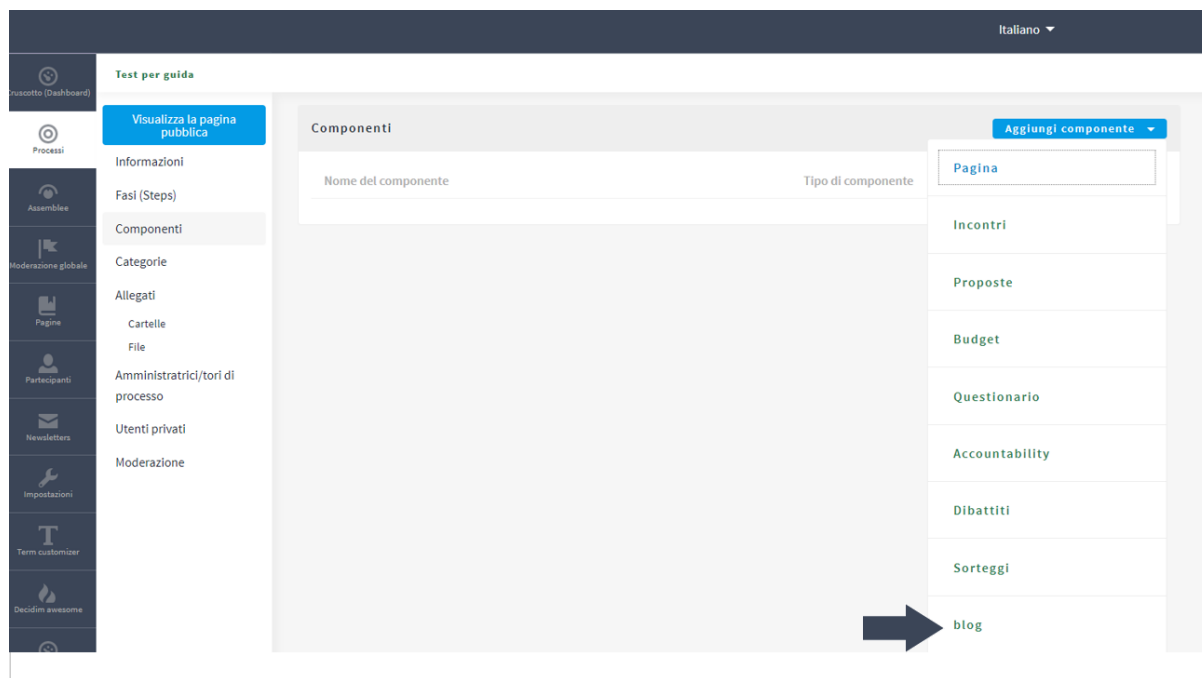 Italiano
Cruscotto (Dashboard)
Processi
Assemblee
Moderazione globale
Pagine
Partecipanti
Newsletters
Impostazioni
Term customizer
Decidim awesome
Test per guida
Visualizza la pagina
pubblica
Informazioni
Fasi (Steps)
Componenti
Categorie
Allegati
Cartelle
File
Amministratrici/tori di
processo
Utenti privati
Moderazione
Componenti
Aggiungi componente
Nome del componente
Tipo di componente
Pagina
Incontri
Proposte
Budget
Questionario
Accountability
Dibattiti
Sorteggi
blog